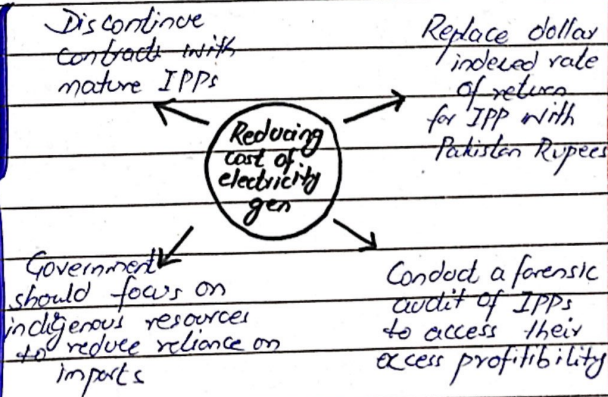 Discontinue
contracts with
mature IPPs
Replace dollar
indexed rate
of return
for IPP with
Pakistan Rupees
Reducing
cost of
electricity
gen
Government
should focus on
indigenous resources
to reduce reliance on
imports
Conduct a forensic
audit of IPPs
to access their
excess profitibility